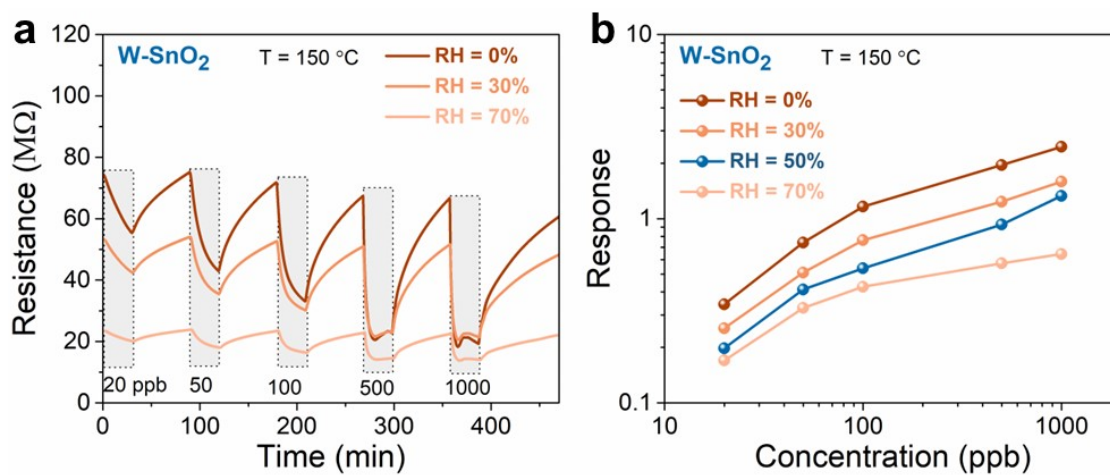 a
W-SnO₂ T = 150 °C
RH = 0%
RH = 30%
RH = 70%
Resistance (MΩ)
120
100
80
60
40
20
0
20 ppb 50 100 500 1000
0 100 200 300 400
Time (min)
b
W-SnO₂ T = 150 °C
RH = 0%
RH = 30%
RH = 50%
RH = 70%
Response
10
1
0.1
10 100 1000
Concentration (ppb)